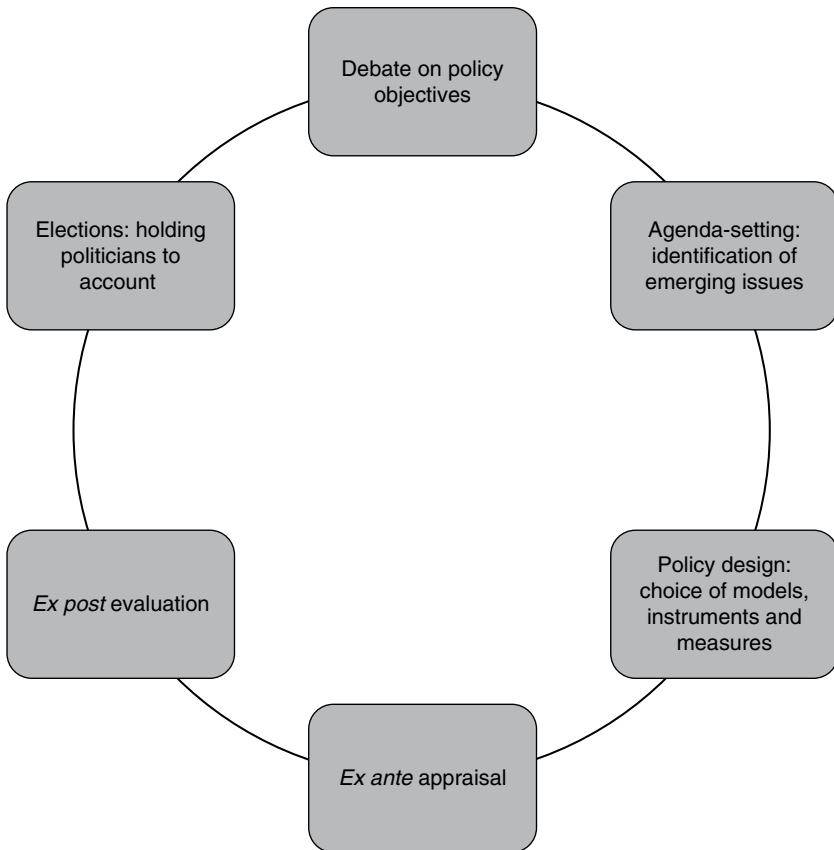 Debate on policy
objectives
Agenda-setting:
identification of
emerging issues
Policy design:
choice of models,
instruments and
measures
Ex ante appraisal
Ex post evaluation
Elections: holding
politicians to
account